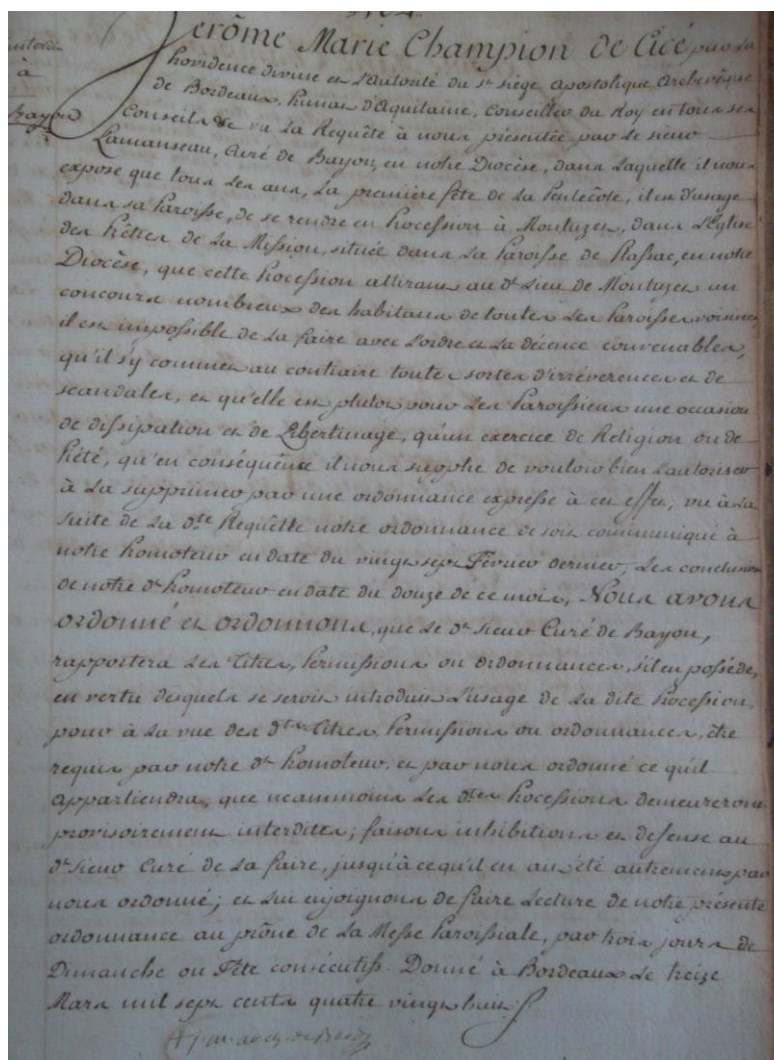 interdite
à
Bayon
Jerôme Marie Champion de Cicé par la
Providence divine et l'autorité du St siège apostolique Archevêque
de Bordeaux, Primat d'Aquitaine, Conseiller du Roy en tous ses
Conseils &c vu la Requête à nous présentée par le sieur
Lamanseau, Curé de Bayon, en notre Diocèse, dans laquelle il nous
expose que tous les ans, la première fête de la Pentecôte, il est d'usage
dans sa Paroisse, de se rendre en Procession à Montuzet, dans l'Eglise
des Prêtres de la Mission, située dans la Paroisse de Plassac, en notre
Diocèse, que cette Procession attirant au dt Lieu de Montuzet un
concours nombreux des habitans de toutes les Paroisses voisines,
il est impossible de la faire avec l'ordre et la décence convenables,
qu'il s'y commet au contraire toutes sortes d'irréverences et de
scandales, et qu'elle est plutot pour les Paroissiens une occasion
de dissipation et de Libertinage, qu'un exercice de Religion ou de
Piété, qu'en conséquence il nous supplie de vouloir bien l'autoriser
à la supprimer par une ordonnance expresse à cet effet, vu à la
suite de la dte Requête notre ordonnance de soit communiqué à
notre Promoteur en date du vingt sept Février dernier, les conclusions
de notre dt Promoteur en date du douze de ce mois, Nous avons
ordonné et ordonnons, que le dt sieur Curé de Bayon,
rapportera les Titres, Permissions ou ordonnances, s'il en posséde,
en vertu desquels se seroit introduit l'usage de la dite Procession,
pour à la vue des dts Titres, Permissions ou ordonnances, être
requis par notre dt Promoteur, et par nous ordonné ce qu'il
appartiendra, que neammoins les dtes Processions demeureront
provisoirement interdites; faisons inhibitions et defense au
dt sieur Curé de la faire, jusqu'à ce qu'il en ait été autrement par
nous ordonné; et lui enjoignons de faire lecture de notre présente
ordonnance au prône de la Messe Paroissiale, par trois jours de
Dimanche ou Fête consécutifs. Donné à Bordeaux le treize
Mars mil sept cents quatre vingt huit
† j. m. arch. de Bord